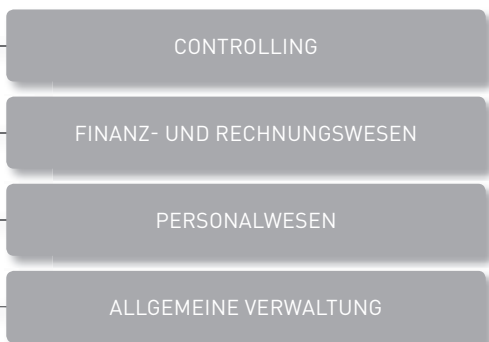 CONTROLLING
FINANZ- UND RECHNUNGSWESEN
PERSONALWESEN
ALLGEMEINE VERWALTUNG